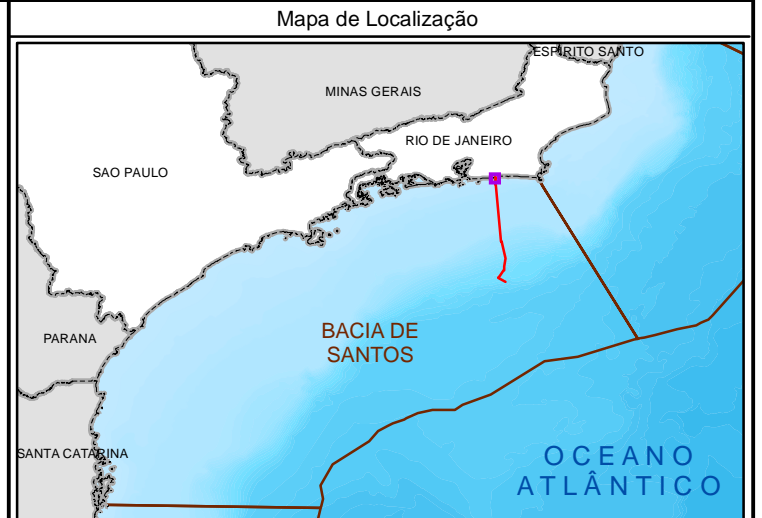 Mapa de Localização
ESPIRITO SANTO
MINAS GERAIS
RIO DE JANEIRO
SAO PAULO
PARANA
BACIA DE
SANTOS
SANTA CATARINA
OCEANO
ATLÂNTICO